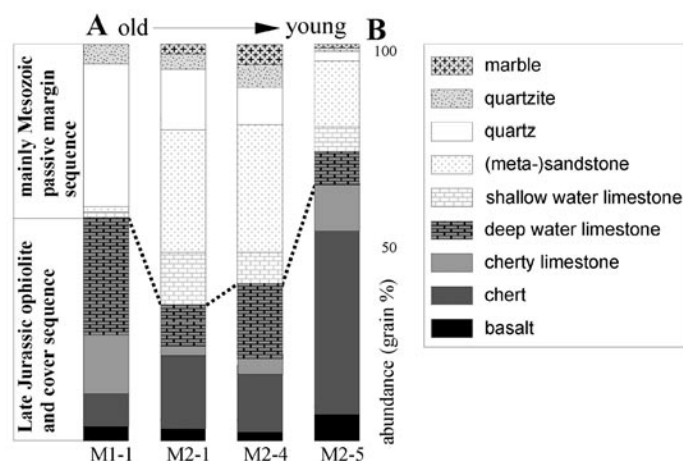 A old young B
mainly Mesozoic
passive margin
sequence
Late Jurassic ophiolite
and cover sequence
M1-1 M2-1 M2-4 M2-5
100
50
abundance (grain %)
marble
quartzite
quartz
(meta-)sandstone
shallow water limestone
deep water limestone
cherty limestone
chert
basalt